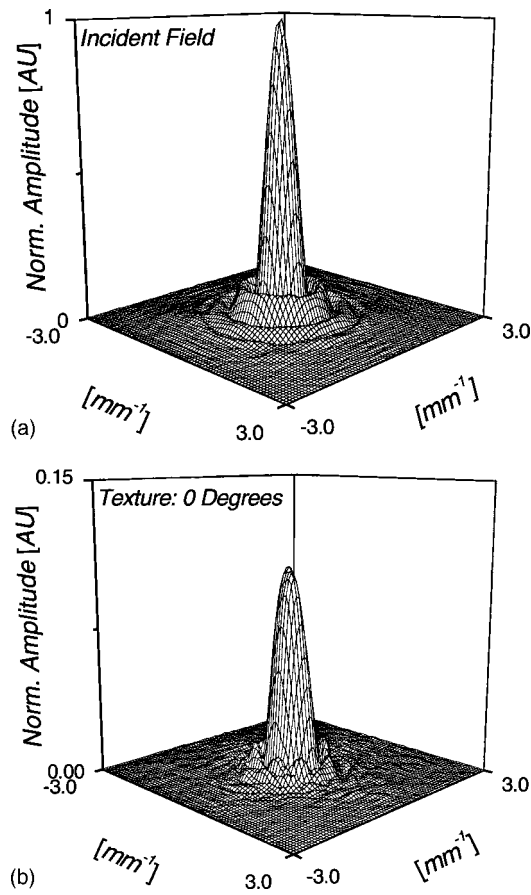 1
Incident Field
Norm. Amplitude [AU]
0
-3.0
3.0
[mm⁻¹]
[mm⁻¹]
3.0
-3.0
(a)
0.15
Texture: 0 Degrees
Norm. Amplitude [AU]
0.00
-3.0
3.0
[mm⁻¹]
[mm⁻¹]
3.0
-3.0
(b)